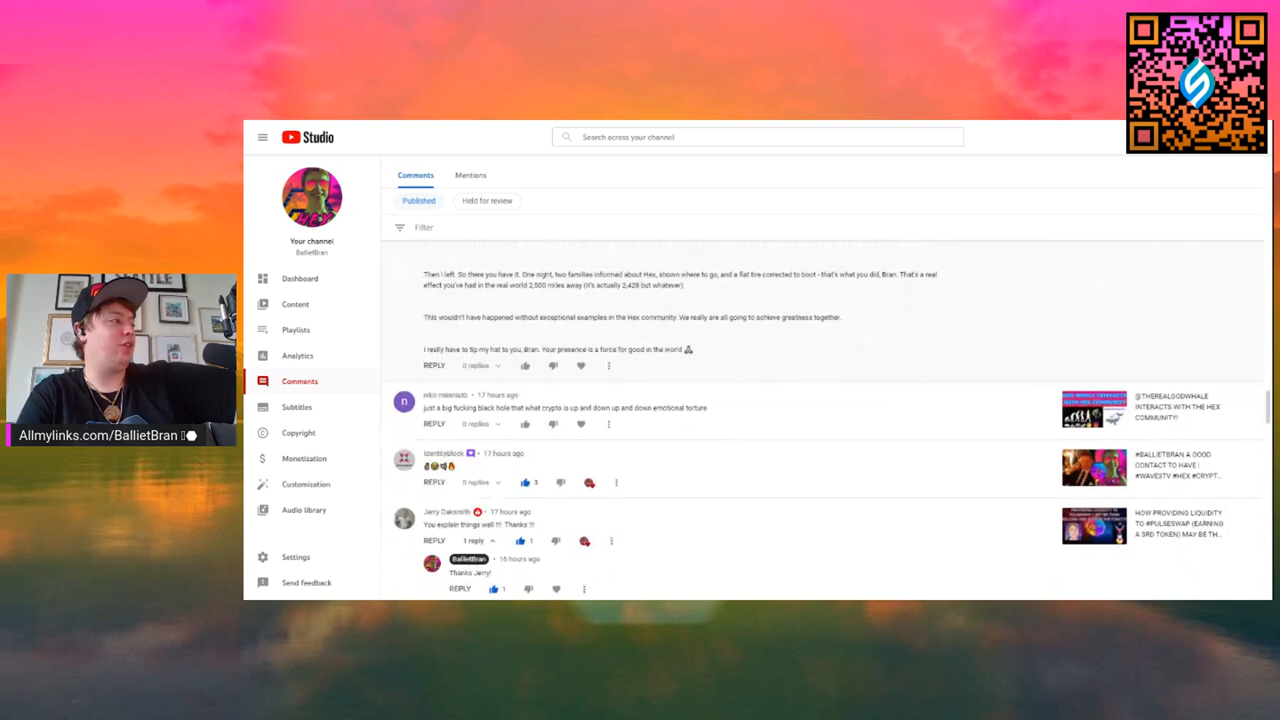 Studio
Search across your channel
Comments
Mentions
Published
Held for review
Filter
HEX
Your channel
BallietBran
Dashboard
Content
Playlists
Analytics
Comments
Subtitles
Copyright
Monetization
Customization
Audio library
Settings
Send feedback
Then I left. So there you have it. One night, two families informed about Hex, shown where to go, and a flat tire corrected to boot - that's what you did, Bran. That's a real
effect you've had in the real world 2,500 miles away (it's actually 2,428 but whatever).
This wouldn't have happened without exceptional examples in the Hex community. We really are all going to achieve greatness together.
I really have to tip my hat to you, Bran. Your presence is a force for good in the world
REPLY 0 replies
17 hours ago
just a big fucking black hole that what crypto is up and down up and down emotional torture
REPLY 0 replies
@THEREALGODWHALE
INTERACTS WITH THE HEX
COMMUNITY!
IdentityBlock • 17 hours ago
REPLY 0 replies 3
#BALLIETBRAN A GOOD
CONTACT TO HAVE !
#WAVESTV #HEX #CRYPT...
Jerry Oaksmith • 17 hours ago
You explain things well !!! Thanks !!!
REPLY 1 reply 1
HOW PROVIDING LIQUIDITY
TO #PULSESWAP (EARNING
A 3RD TOKEN) MAY BE TH...
BallietBran • 16 hours ago
Thanks Jerry!
REPLY 1
Allmylinks.com/BallietBran